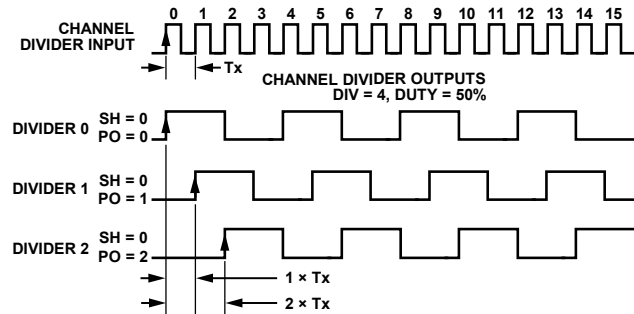 0 1 2 3 4 5 6 7 8 9 10 11 12 13 14 15
CHANNEL
DIVIDER INPUT
Tx
CHANNEL DIVIDER OUTPUTS
DIV = 4, DUTY = 50%
DIVIDER 0
SH = 0
PO = 0
DIVIDER 1
SH = 0
PO = 1
DIVIDER 2
SH = 0
PO = 2
1 × Tx
2 × Tx